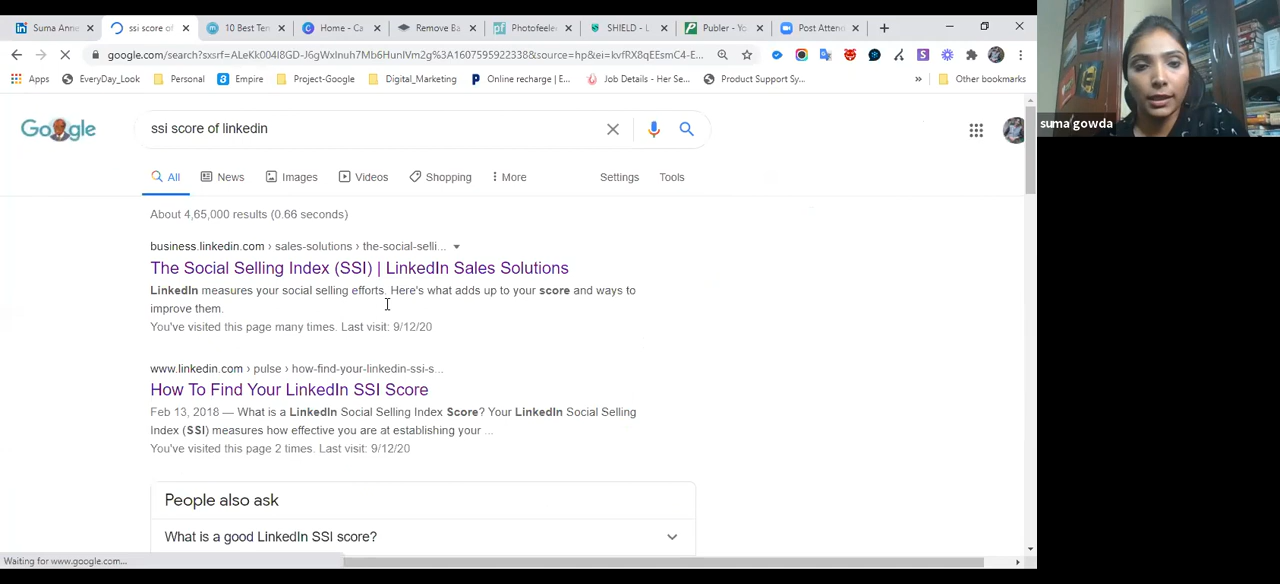 Suma Anne
ssi score of
10 Best Ten
Home - Ca
Remove Ba
Photofeele
SHIELD - L
Publer - Yo
Post Attend
google.com/search?sxsrf=ALeKk004I8GD-J6gWxInuh7Mb6HunIVm2g%3A1607595922338&source=hp&ei=kvfRX8qEEsmC4-E...
Apps
EveryDay_Look
Personal
Empire
Project-Google
Digital_Marketing
Online recharge | E...
Job Details - Her Se...
Product Support Sy...
»
Other bookmarks
suma gowda
Google
ssi score of linkedin
All
News
Images
Videos
Shopping
More
Settings
Tools
About 4,65,000 results (0.66 seconds)
business.linkedin.com › sales-solutions › the-social-selli...
The Social Selling Index (SSI) | LinkedIn Sales Solutions
LinkedIn measures your social selling efforts. Here's what adds up to your score and ways to
improve them.
You've visited this page many times. Last visit: 9/12/20
www.linkedin.com › pulse › how-find-your-linkedin-ssi-s...
How To Find Your LinkedIn SSI Score
Feb 13, 2018 — What is a LinkedIn Social Selling Index Score? Your LinkedIn Social Selling
Index (SSI) measures how effective you are at establishing your ...
You've visited this page 2 times. Last visit: 9/12/20
People also ask
What is a good LinkedIn SSI score?
Waiting for www.google.com...